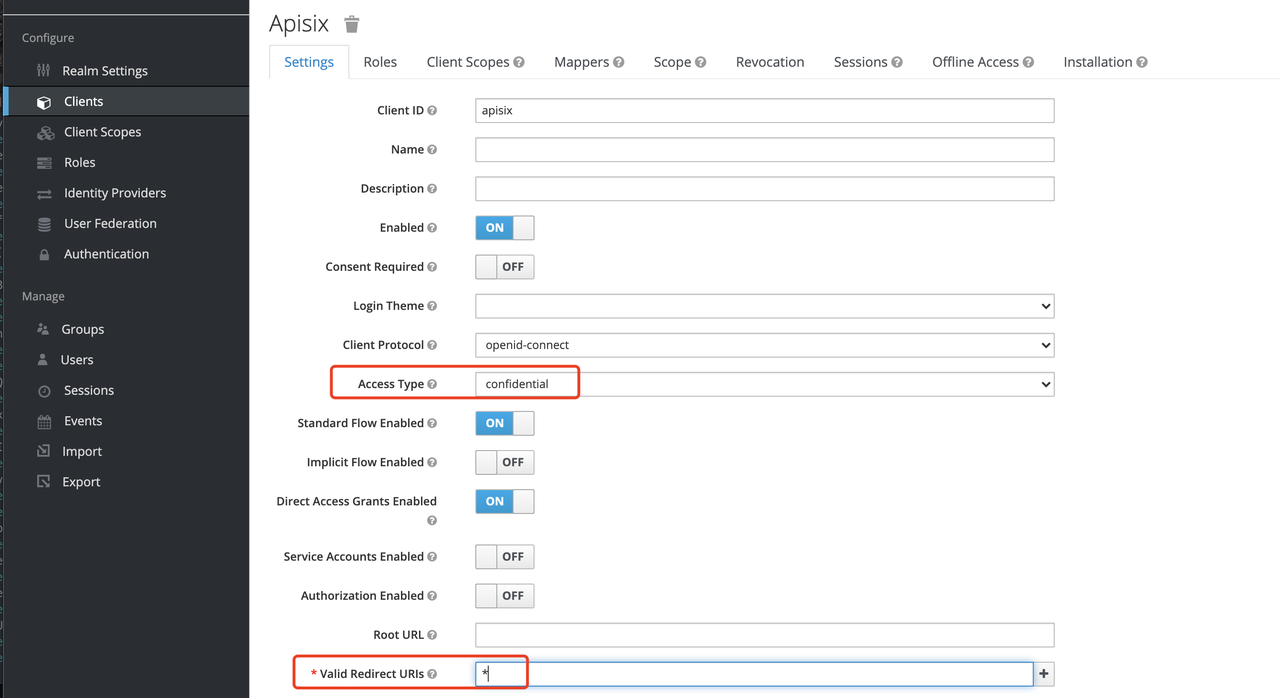 Configure
Realm Settings
Clients
Client Scopes
Roles
Identity Providers
User Federation
Authentication
Manage
Groups
Users
Sessions
Events
Import
Export
Apisix
Settings Roles Client Scopes Mappers Scope Revocation Sessions Offline Access Installation
Client ID apisix
Name
Description
Enabled ON
Consent Required OFF
Login Theme
Client Protocol openid-connect
Access Type confidential
Standard Flow Enabled ON
Implicit Flow Enabled OFF
Direct Access Grants Enabled ON
Service Accounts Enabled OFF
Authorization Enabled OFF
Root URL
* Valid Redirect URIs *